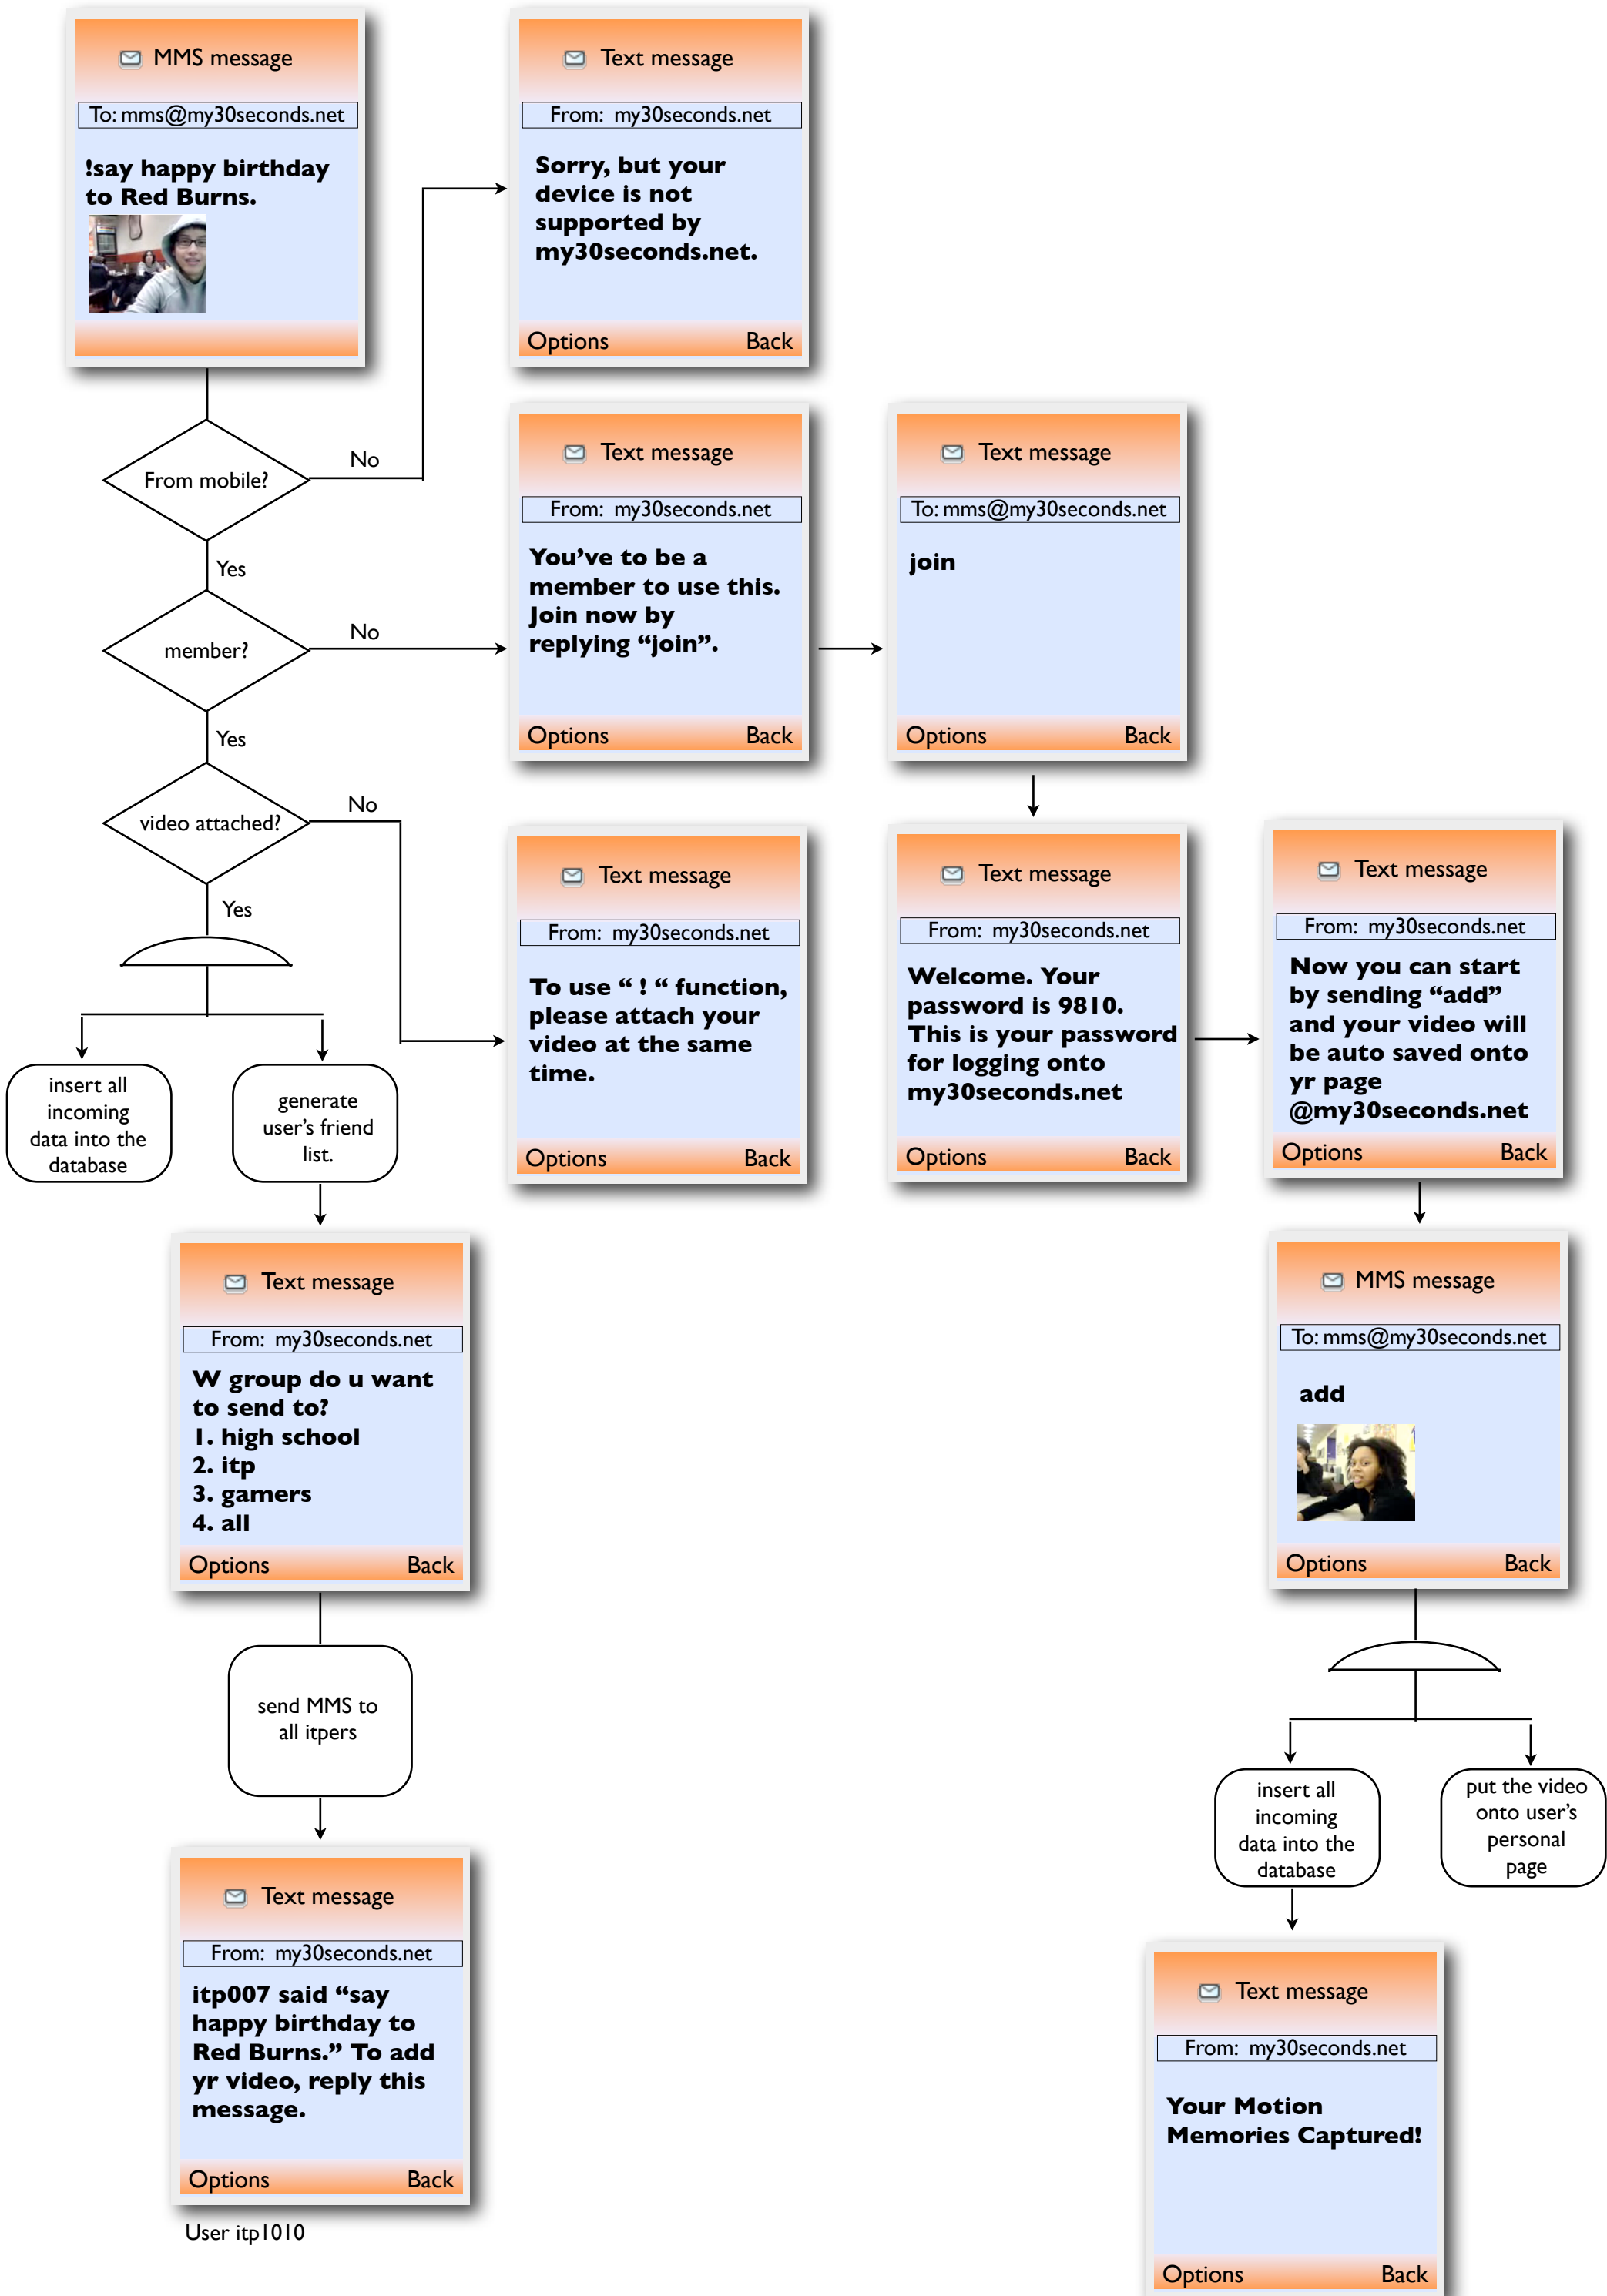 MMS message
To: mms@my30seconds.net
!say happy birthday
to Red Burns.
Text message
From: my30seconds.net
Sorry, but your
device is not
supported by
my30seconds.net.
Options Back
From mobile?
No
Yes
member?
No
Yes
Text message
From: my30seconds.net
You’ve to be a
member to use this.
Join now by
replying “join”.
Options Back
Text message
To: mms@my30seconds.net
join
Options Back
video attached?
No
Yes
Text message
From: my30seconds.net
To use “ ! “ function,
please attach your
video at the same
time.
Options Back
Text message
From: my30seconds.net
Welcome. Your
password is 9810.
This is your password
for logging onto
my30seconds.net
Options Back
Text message
From: my30seconds.net
Now you can start
by sending “add”
and your video will
be auto saved onto
yr page
@my30seconds.net
Options Back
insert all
incoming
data into the
database
generate
user’s friend
list.
Text message
From: my30seconds.net
W group do u want
to send to?
1. high school
2. itp
3. gamers
4. all
Options Back
MMS message
To: mms@my30seconds.net
add
Options Back
send MMS to
all itpers
insert all
incoming
data into the
database
put the video
onto user’s
personal
page
Text message
From: my30seconds.net
itp007 said “say
happy birthday to
Red Burns.” To add
yr video, reply this
message.
Options Back
User itp1010
Text message
From: my30seconds.net
Your Motion
Memories Captured!
Options Back